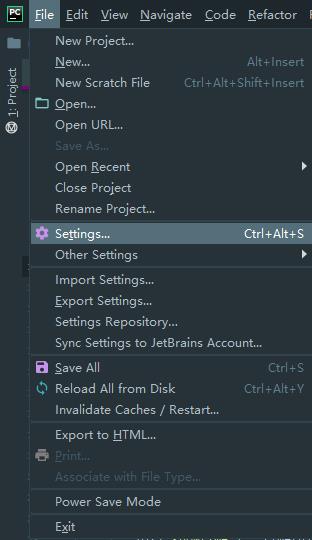 PC File Edit View Navigate Code Refactor
1: Project
New Project...
New... Alt+Insert
New Scratch File Ctrl+Alt+Shift+Insert
Open...
Open URL...
Save As...
Open Recent
Close Project
Rename Project...
Settings... Ctrl+Alt+S
Other Settings
Import Settings...
Export Settings...
Settings Repository...
Sync Settings to JetBrains Account...
Save All Ctrl+S
Reload All from Disk Ctrl+Alt+Y
Invalidate Caches / Restart...
Export to HTML...
Print...
Associate with File Type...
Power Save Mode
Exit